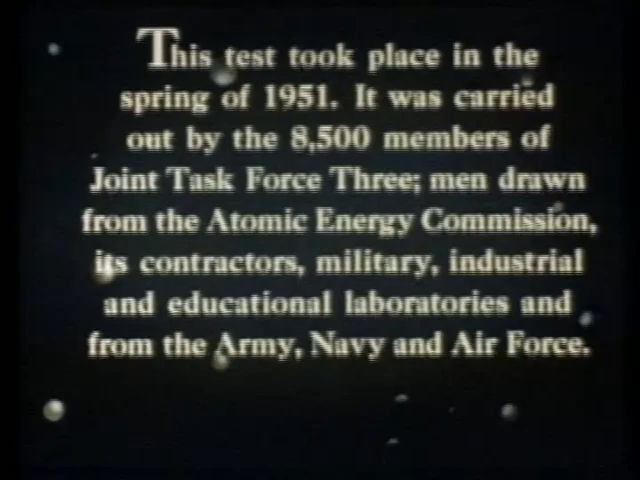 This test took place in the
spring of 1951. It was carried
out by the 8,500 members of
Joint Task Force Three; men drawn
from the Atomic Energy Commission,
its contractors, military, industrial
and educational laboratories and
from the Army, Navy and Air Force.